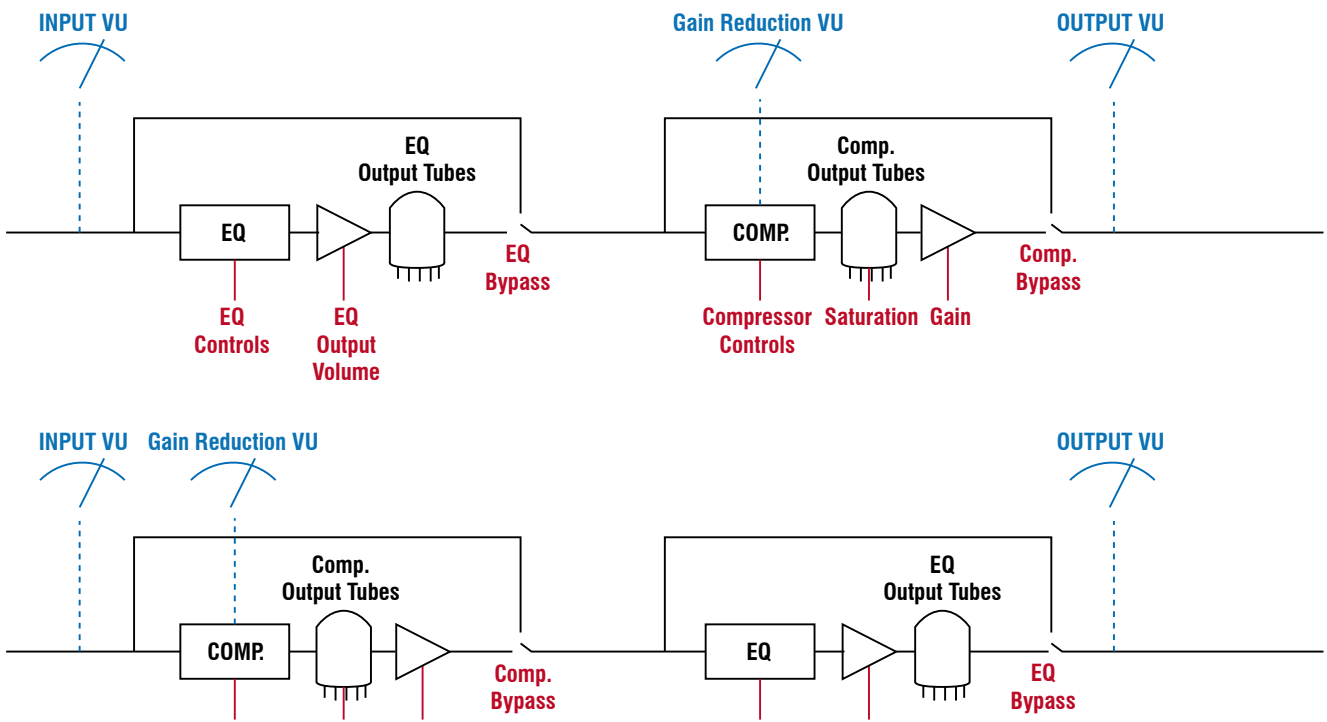 INPUT VU
Gain Reduction VU
OUTPUT VU
EQ
Output Tubes
Comp.
Output Tubes
EQ
COMP.
EQ
Bypass
Comp.
Bypass
EQ
Controls
EQ
Output
Volume
Compressor
Controls
Saturation
Gain
INPUT VU
Gain Reduction VU
OUTPUT VU
Comp.
Output Tubes
EQ
Output Tubes
COMP.
EQ
Comp.
Bypass
EQ
Bypass